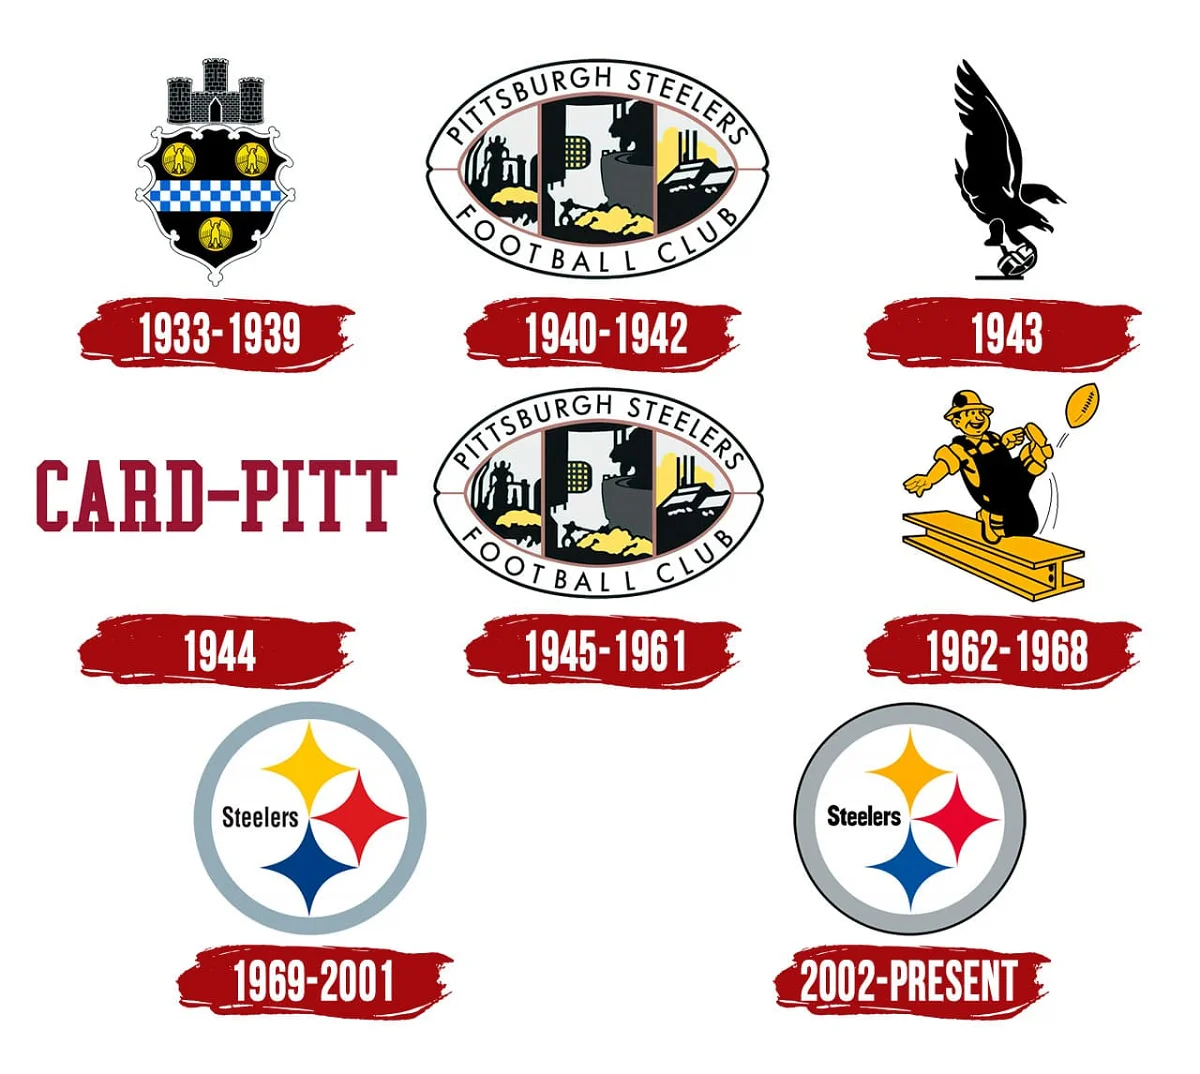 PITTSBURGH STEELERS
FOOTBALL CLUB
1933-1939
1940-1942
1943
CARD-PITT
PITTSBURGH STEELERS
FOOTBALL CLUB
1944
1945-1961
1962-1968
Steelers
Steelers
1969-2001
2002-PRESENT